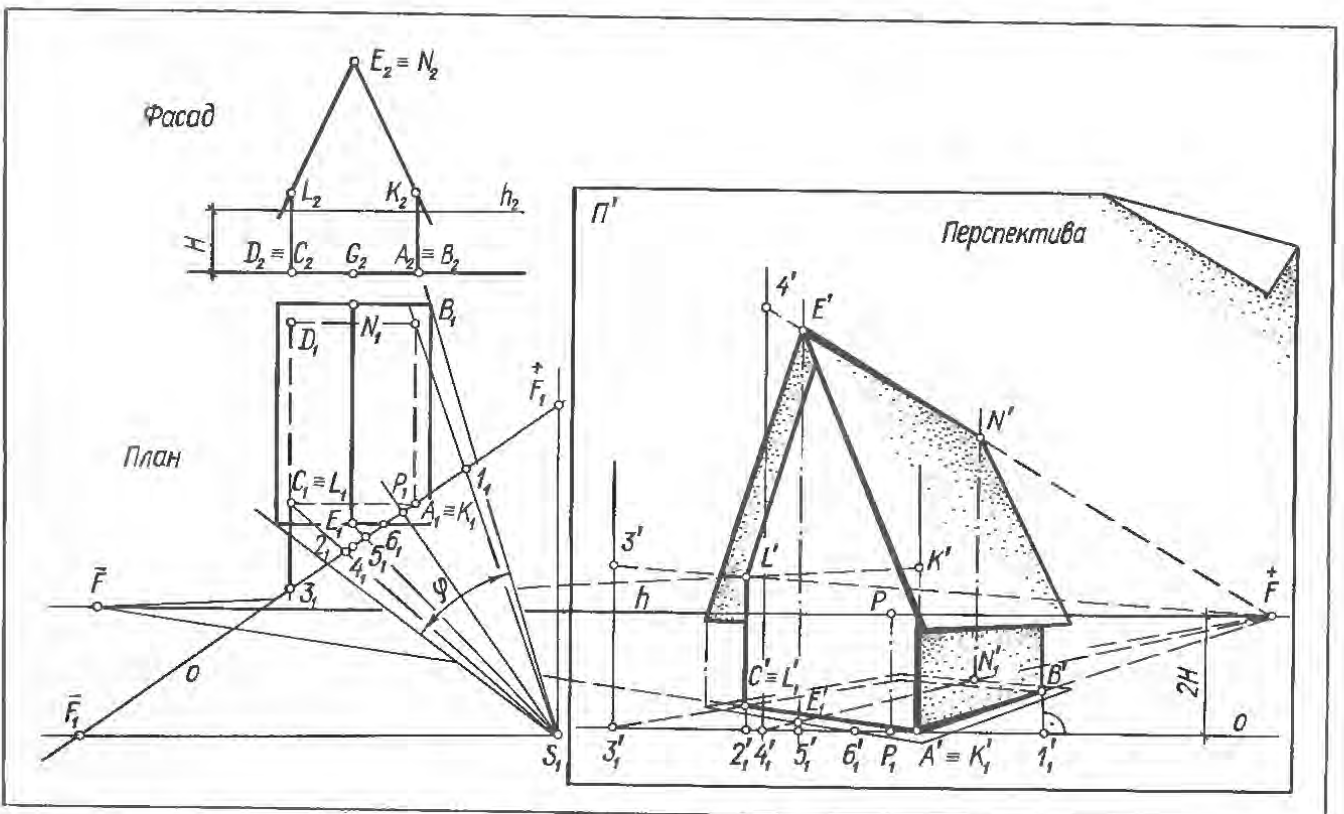 E₂ ≡ N₂
Фасад
L₂ K₂ h₂
H
D₂ ≡ C₂ G₂ A₂ ≡ B₂
B₁
D₁ N₁
F̟₁
План
1₁
C₁ ≡ L₁ P₁
A₁ ≡ K₁
E₁
6₁
2₁ 5₁
4₁
φ
3₁
F̄
O
F̄₁
S₁
П'
Перспектива
4' E'
N'
3' L' K'
h P F̟
C' ≡ L'₁ N'₁ B'
E'₁
2H
O
3'₁ 2'₁ 4'₁ 5'₁ 6'₁ P₁ A' ≡ K'₁ 1'₁